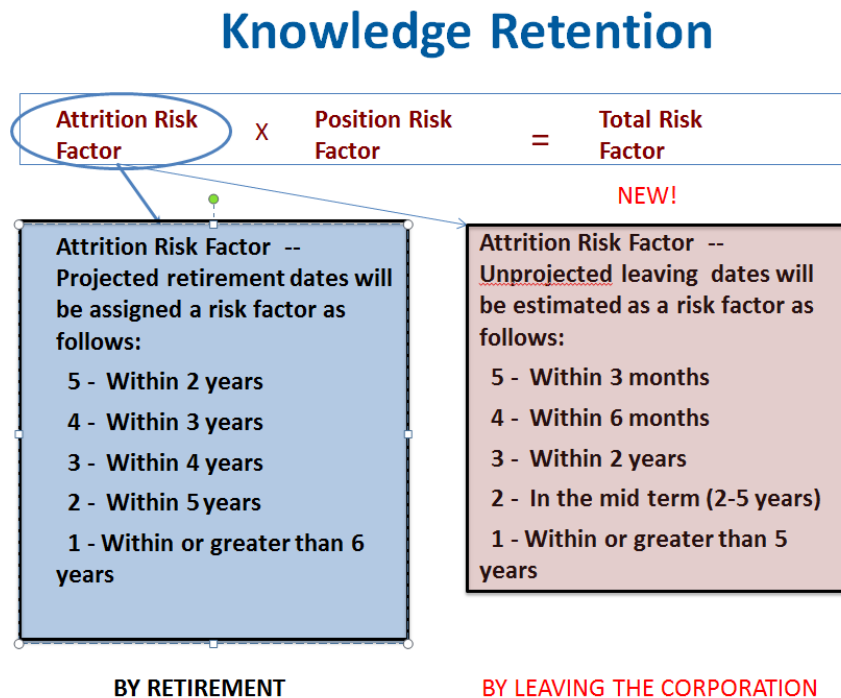 Knowledge Retention
Attrition Risk Factor X Position Risk Factor = Total Risk Factor
NEW!
Attrition Risk Factor --
Projected retirement dates will
be assigned a risk factor as
follows:
5 - Within 2 years
4 - Within 3 years
3 - Within 4 years
2 - Within 5 years
1 - Within or greater than 6
years
BY RETIREMENT
Attrition Risk Factor --
Unprojected leaving dates will
be estimated as a risk factor as
follows:
5 - Within 3 months
4 - Within 6 months
3 - Within 2 years
2 - In the mid term (2-5 years)
1 - Within or greater than 5
years
BY LEAVING THE CORPORATION